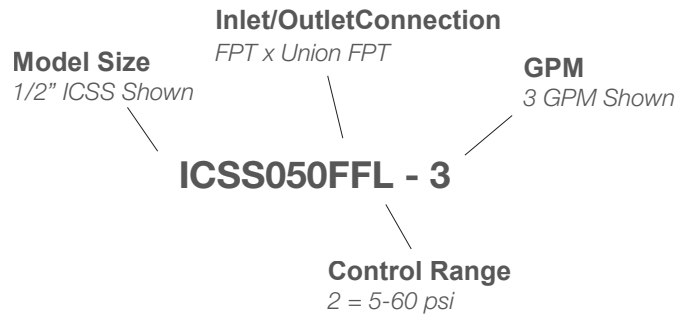 Inlet/OutletConnection
FPT x Union FPT
Model Size
1/2” ICSS Shown
GPM
3 GPM Shown
ICSS050FFL - 3
Control Range
2 = 5-60 psi